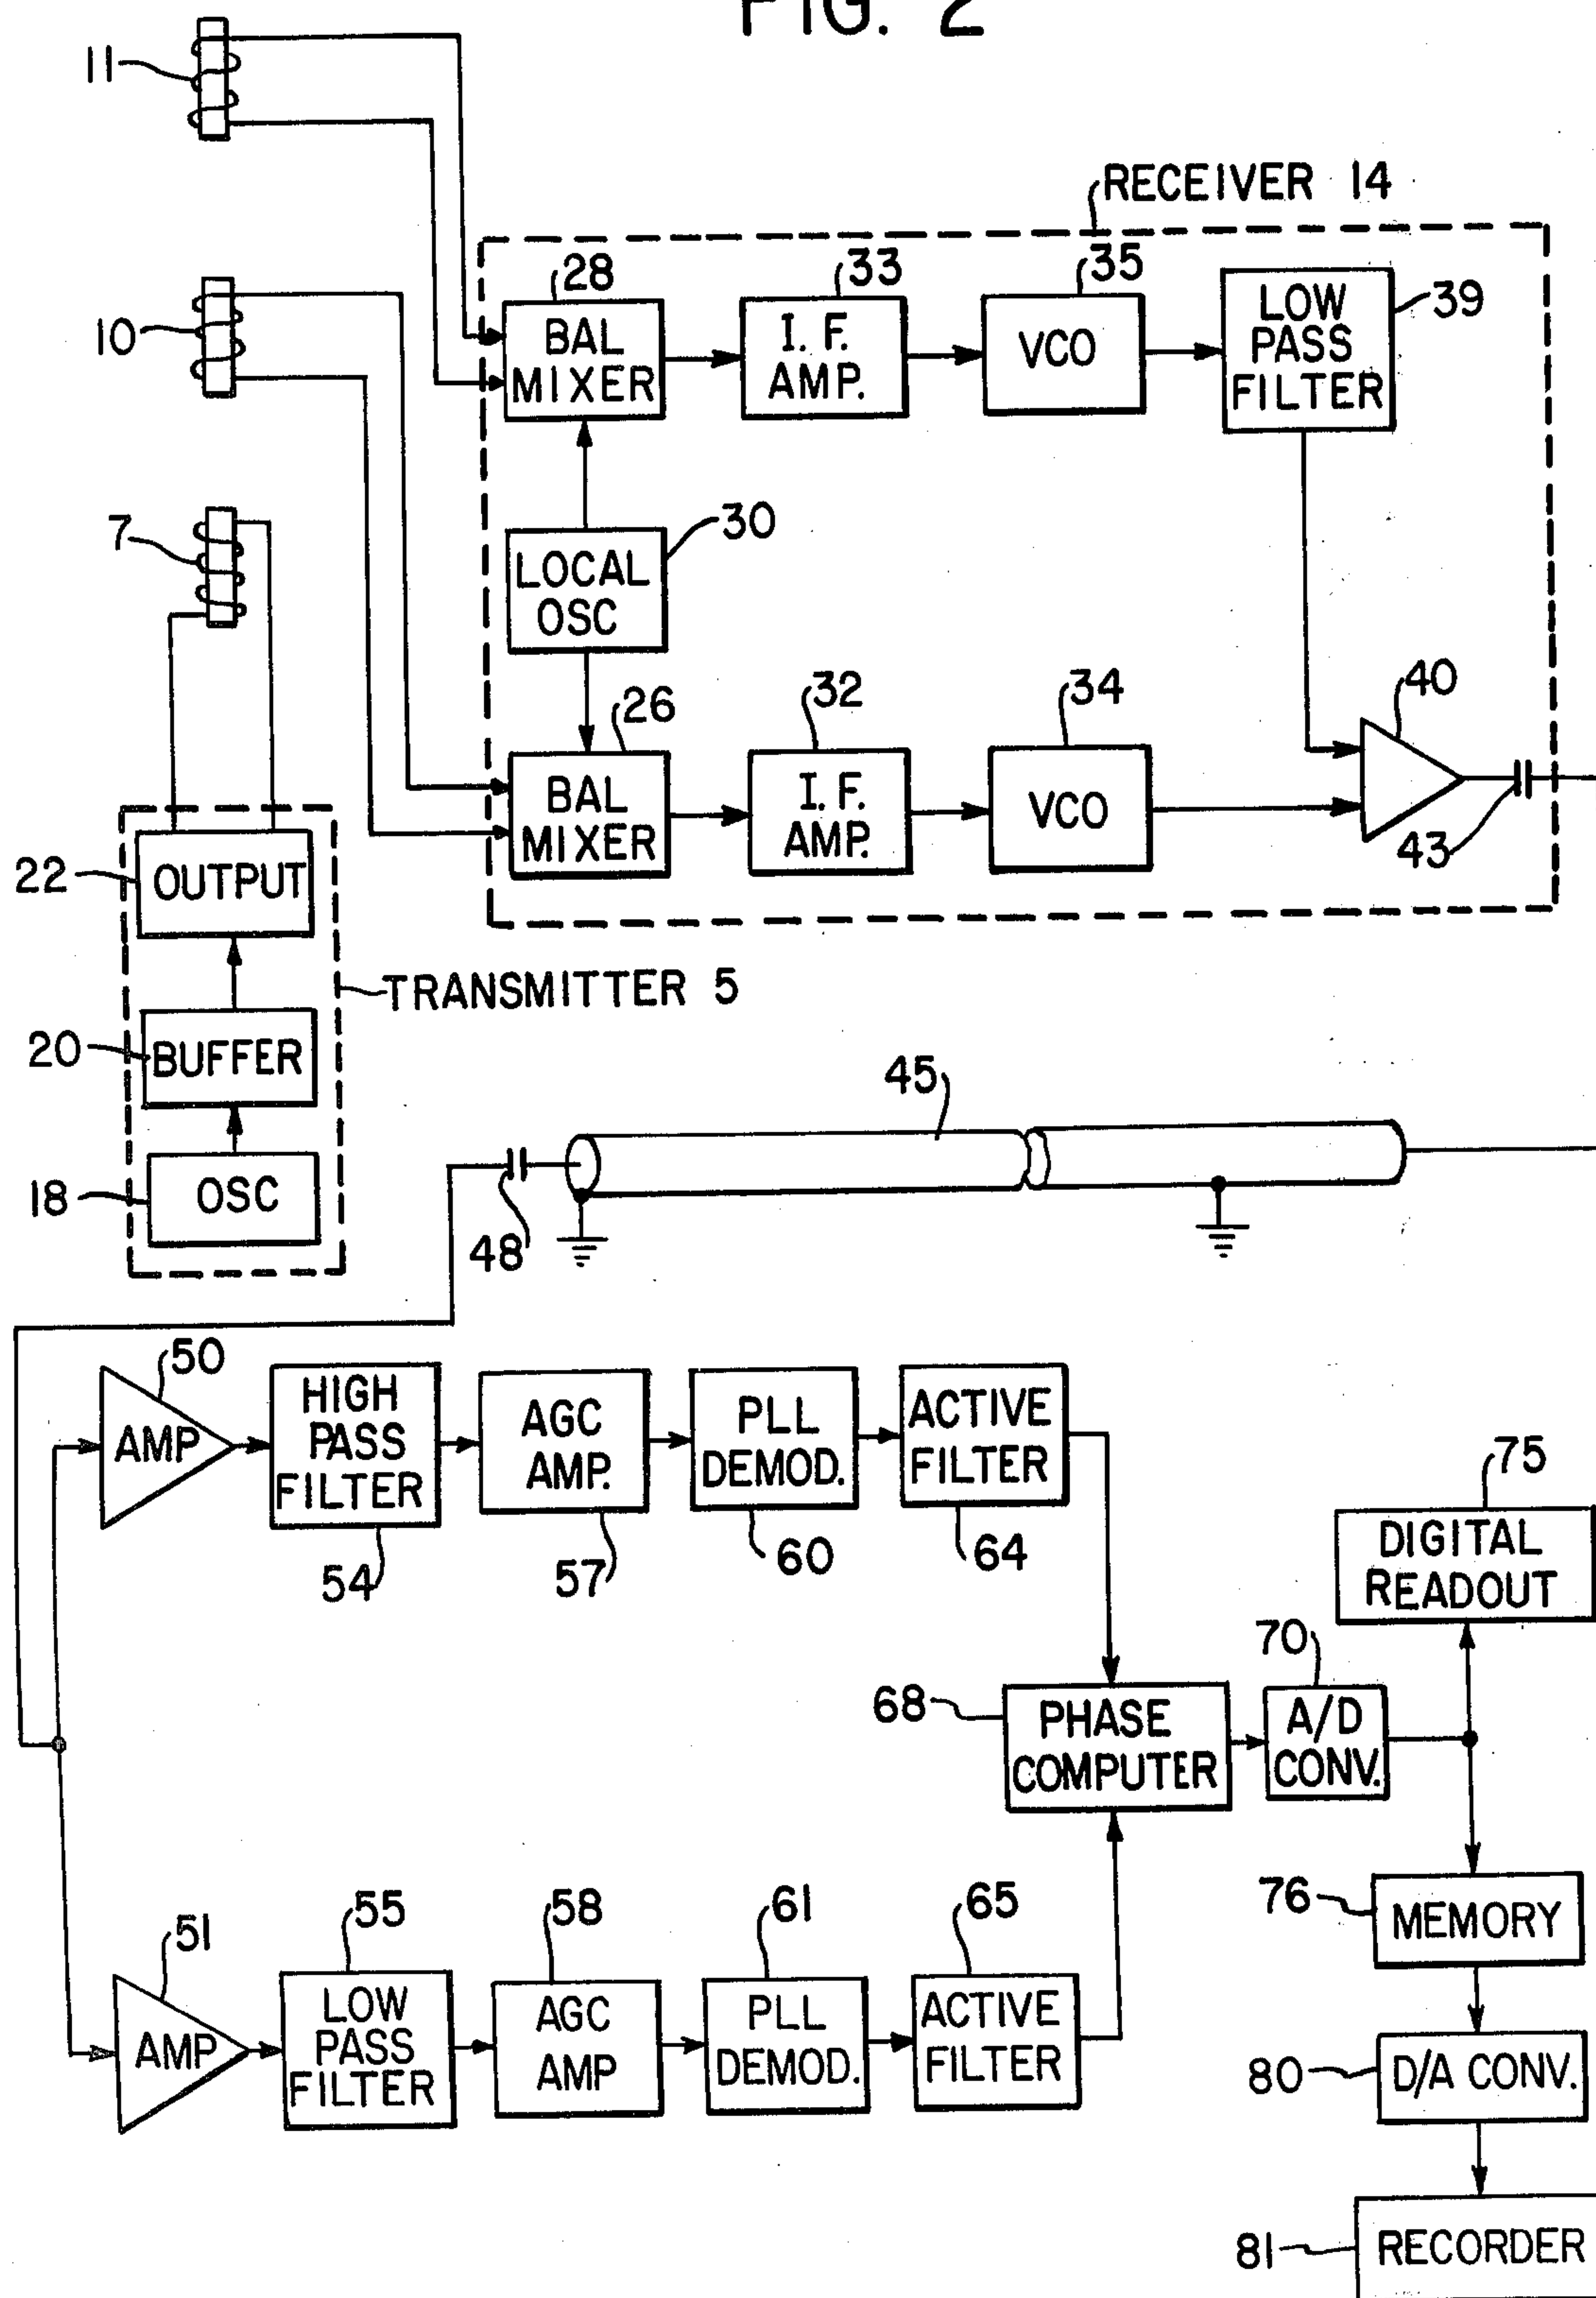 FIG. 2
11
RECEIVER 14
10
28
BAL
MIXER
33
I. F.
AMP.
35
VCO
LOW
PASS
FILTER
39
7
30
LOCAL
OSC
26
BAL
MIXER
32
I. F.
AMP.
34
VCO
40
43
22
OUTPUT
TRANSMITTER 5
20
BUFFER
18
OSC
45
48
50
AMP
HIGH
PASS
FILTER
54
AGC
AMP.
57
PLL
DEMOD.
60
ACTIVE
FILTER
64
75
DIGITAL
READOUT
68
PHASE
COMPUTER
70
A/D
CONV.
76
MEMORY
51
AMP
55
LOW
PASS
FILTER
58
AGC
AMP
61
PLL
DEMOD.
65
ACTIVE
FILTER
80
D/A CONV.
81
RECORDER